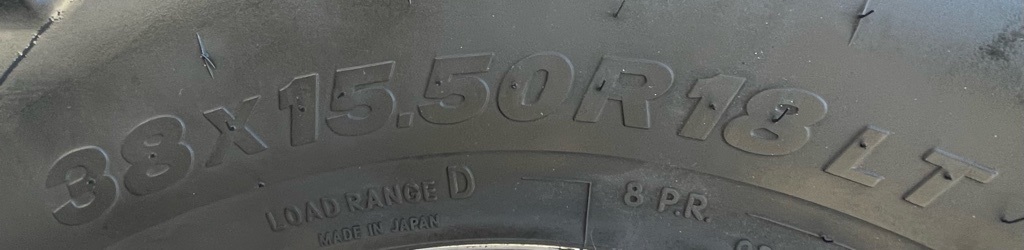 38X15.50R18 LT
LOAD RANGE D
8 P.R.
MADE IN JAPAN